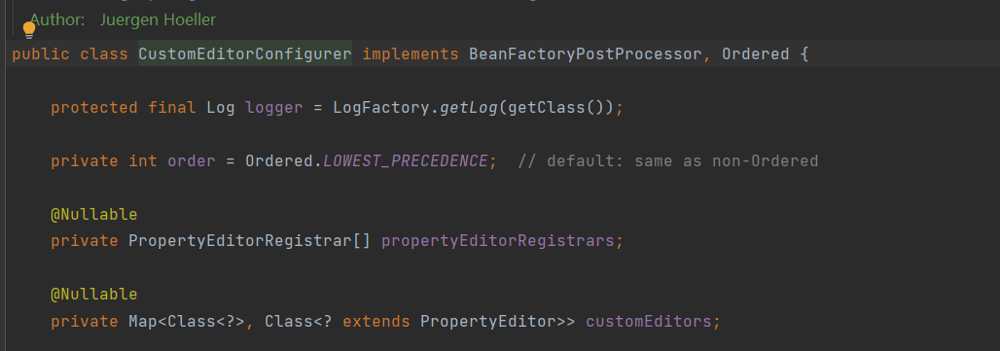 Author: Juergen Hoeller
public class CustomEditorConfigurer implements BeanFactoryPostProcessor, Ordered {
protected final Log logger = LogFactory.getLog(getClass());
private int order = Ordered.LOWEST_PRECEDENCE;  // default: same as non-Ordered
@Nullable
private PropertyEditorRegistrar[] propertyEditorRegistrars;
@Nullable
private Map<Class<?>, Class<? extends PropertyEditor>> customEditors;